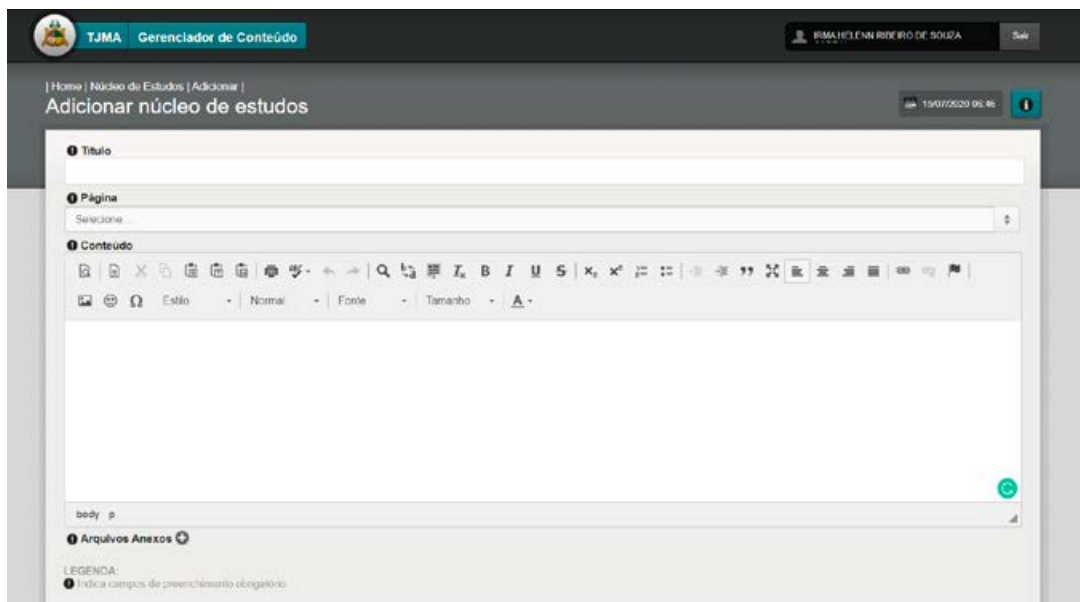 TJMA Gerenciador de Conteúdo
IRMA HELENN RIBEIRO DE SOUZA
Sair
| Home | Núcleo de Estudos | Adicionar |
Adicionar núcleo de estudos
15/07/2020 06:46
Título
Página
Selecione...
Conteúdo
Estilo Normal Fonte Tamanho A
body p
Arquivos Anexos
LEGENDA:
Indica campos de preenchimento obrigatório.